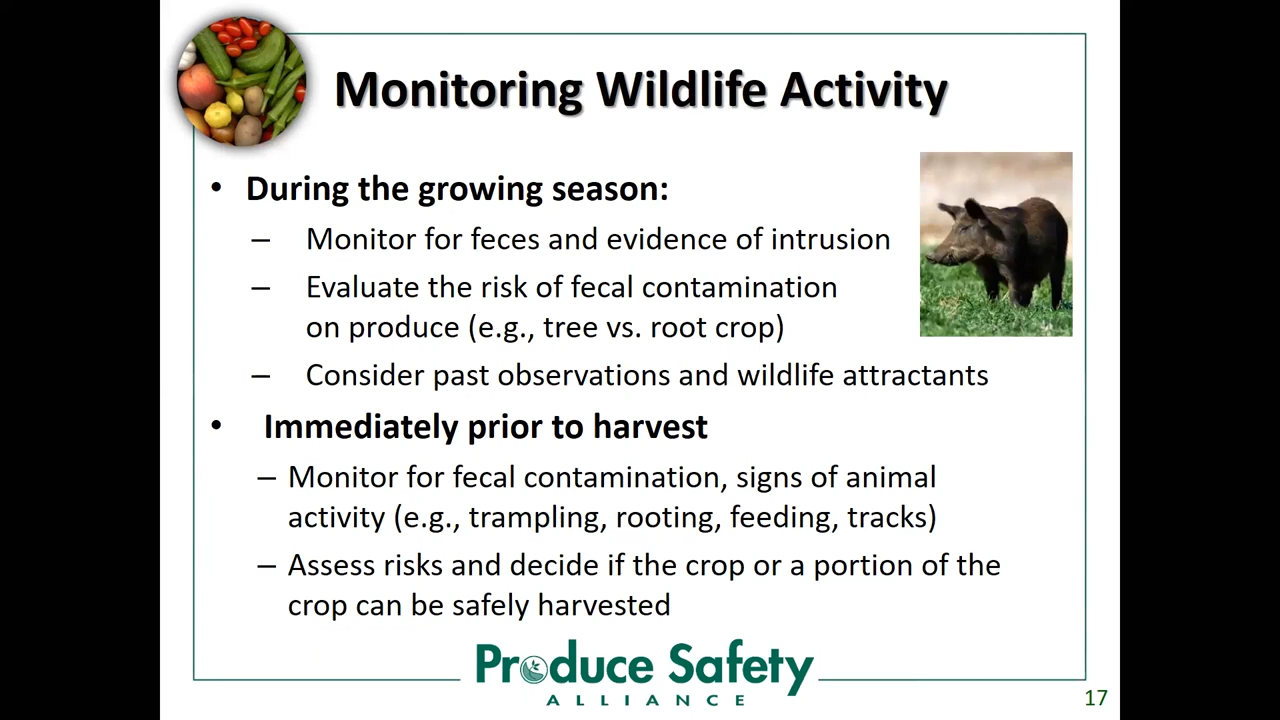 Monitoring Wildlife Activity
• During the growing season:
– Monitor for feces and evidence of intrusion
– Evaluate the risk of fecal contamination
on produce (e.g., tree vs. root crop)
– Consider past observations and wildlife attractants
• Immediately prior to harvest
– Monitor for fecal contamination, signs of animal
activity (e.g., trampling, rooting, feeding, tracks)
– Assess risks and decide if the crop or a portion of the
crop can be safely harvested
Produce Safety
ALLIANCE
17